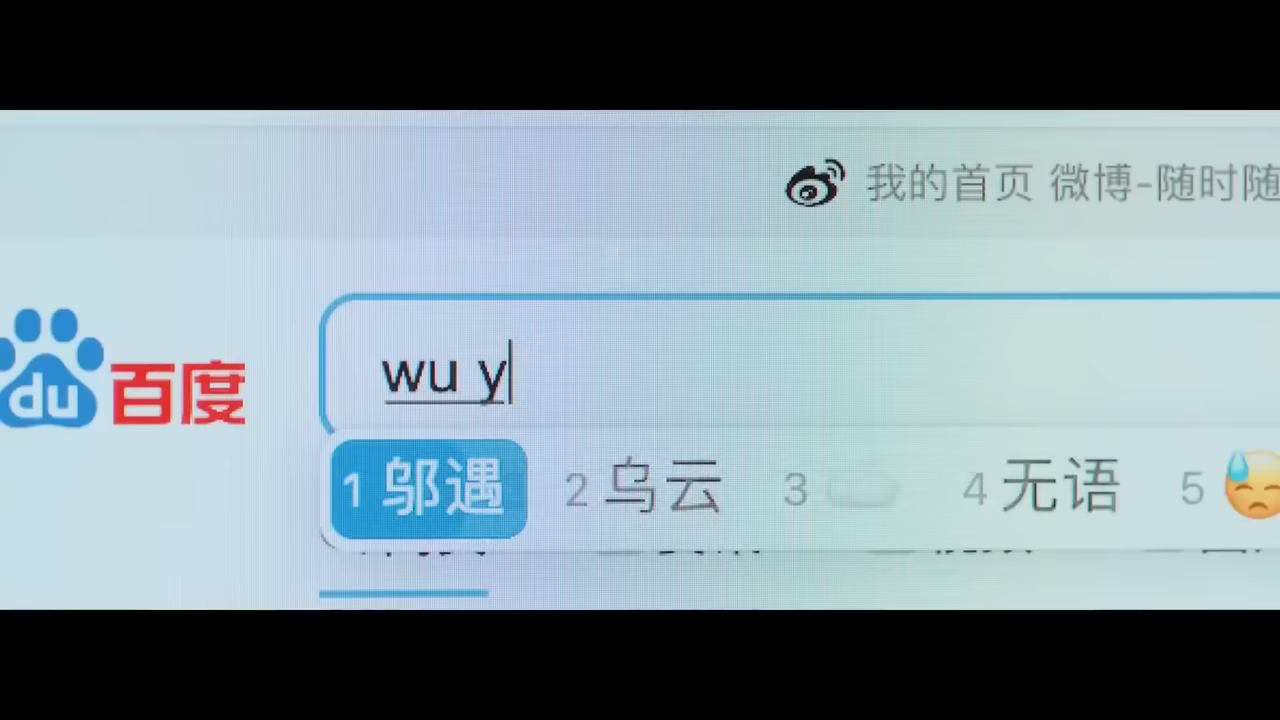 我的首页 微博-随时随
du 百度
wu y
1 邬遇 2 乌云 3 4 无语 5